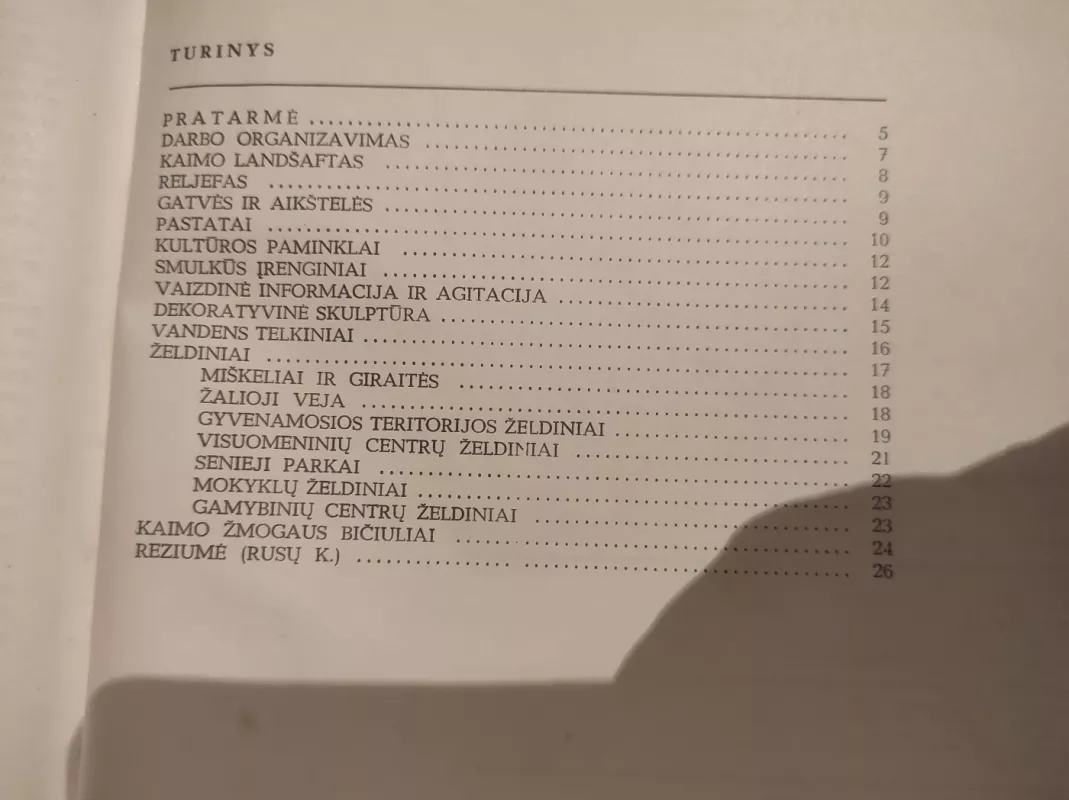 TURINYS
PRATARMĖ .......... 5
DARBO ORGANIZAVIMAS .......... 7
KAIMO LANDŠAFTAS .......... 8
RELJEFAS .......... 9
GATVĖS IR AIKŠTELĖS .......... 9
PASTATAI .......... 10
KULTŪROS PAMINKLAI .......... 12
SMULKŪS ĮRENGINIAI .......... 12
VAIZDINĖ INFORMACIJA IR AGITACIJA .......... 14
DEKORATYVINĖ SKULPTŪRA .......... 15
VANDENS TELKINIAI .......... 16
ŽELDINIAI .......... 17
MIŠKELIAI IR GIRAITĖS .......... 18
ŽALIOJI VEJA .......... 18
GYVENAMOSIOS TERITORIJOS ŽELDINIAI .......... 19
VISUOMENINIŲ CENTRŲ ŽELDINIAI .......... 21
SENIEJI PARKAI .......... 22
MOKYKLŲ ŽELDINIAI .......... 23
GAMYBINIŲ CENTRŲ ŽELDINIAI .......... 23
KAIMO ŽMOGAUS BIČIULIAI .......... 24
REZIUMĖ (RUSŲ K.) .......... 26